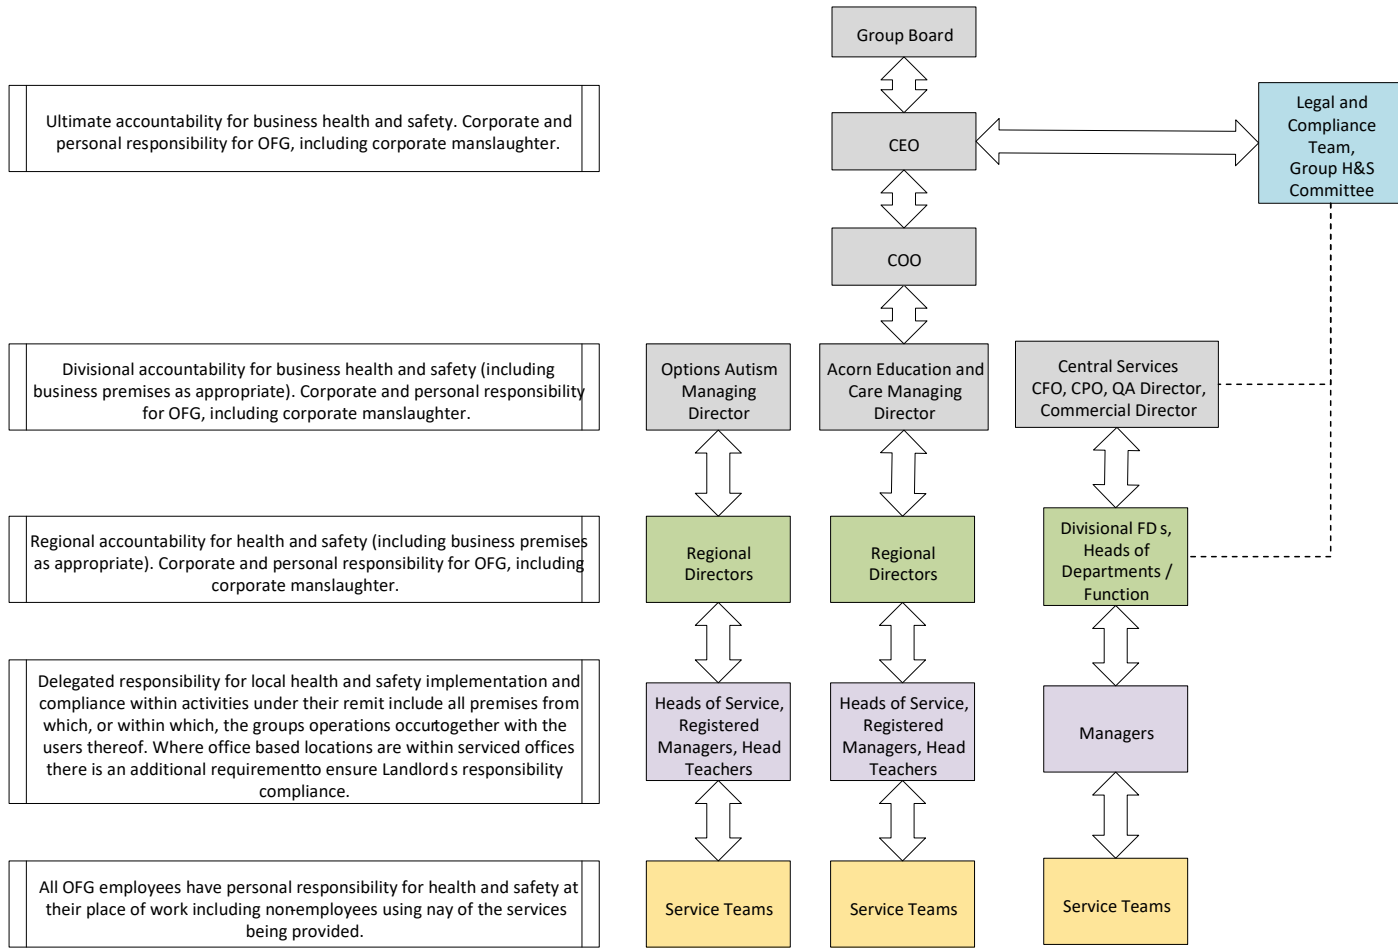 Group Board
Ultimate accountability for business health and safety. Corporate and
personal responsibility for OFG, including corporate manslaughter.
CEO
Legal and
Compliance
Team,
Group H&S
Committee
COO
Divisional accountability for business health and safety (including
business premises as appropriate). Corporate and personal responsibility
for OFG, including corporate manslaughter.
Options Autism
Managing
Director
Acorn Education and
Care Managing
Director
Central Services
CFO, CPO, QA Director,
Commercial Director
Regional accountability for health and safety (including business premises
as appropriate). Corporate and personal responsibility for OFG, including
corporate manslaughter.
Regional
Directors
Regional
Directors
Divisional FD s,
Heads of
Departments /
Function
Delegated responsibility for local health and safety implementation and
compliance within activities under their remit include all premises from
which, or within which, the groups operations occurtogether with the
users thereof. Where office based locations are within serviced offices
there is an additional requirementto ensure Landlord s responsibility
compliance.
Heads of Service,
Registered
Managers, Head
Teachers
Heads of Service,
Registered
Managers, Head
Teachers
Managers
All OFG employees have personal responsibility for health and safety at
their place of work including non-employees using nay of the services
being provided.
Service Teams
Service Teams
Service Teams